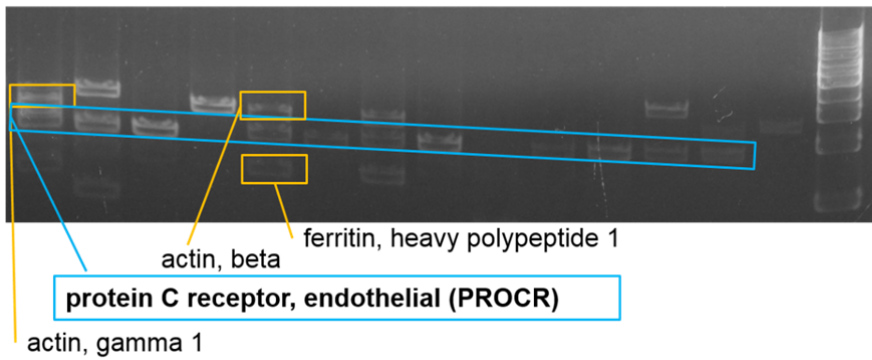 ferritin, heavy polypeptide 1
actin, beta
protein C receptor, endothelial (PROCR)
actin, gamma 1